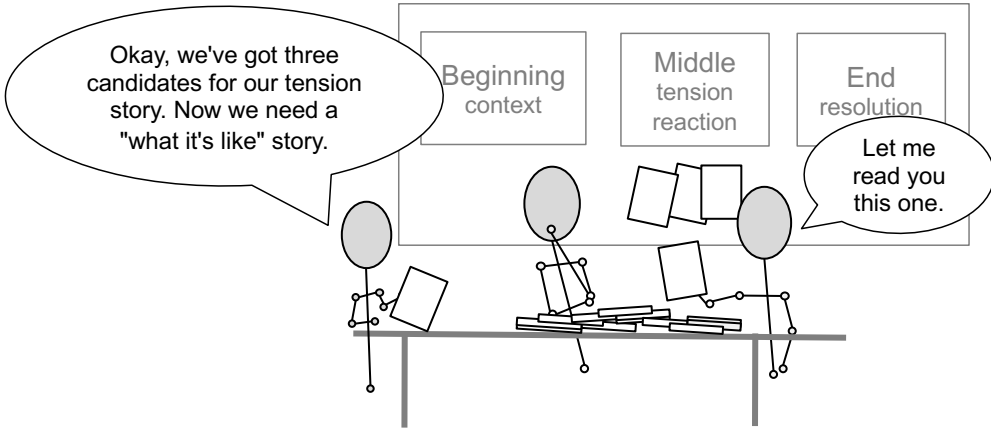 Okay, we've got three
candidates for our tension
story. Now we need a
"what it's like" story.
Beginning
context
Middle
tension
reaction
End
resolution
Let me
read you
this one.